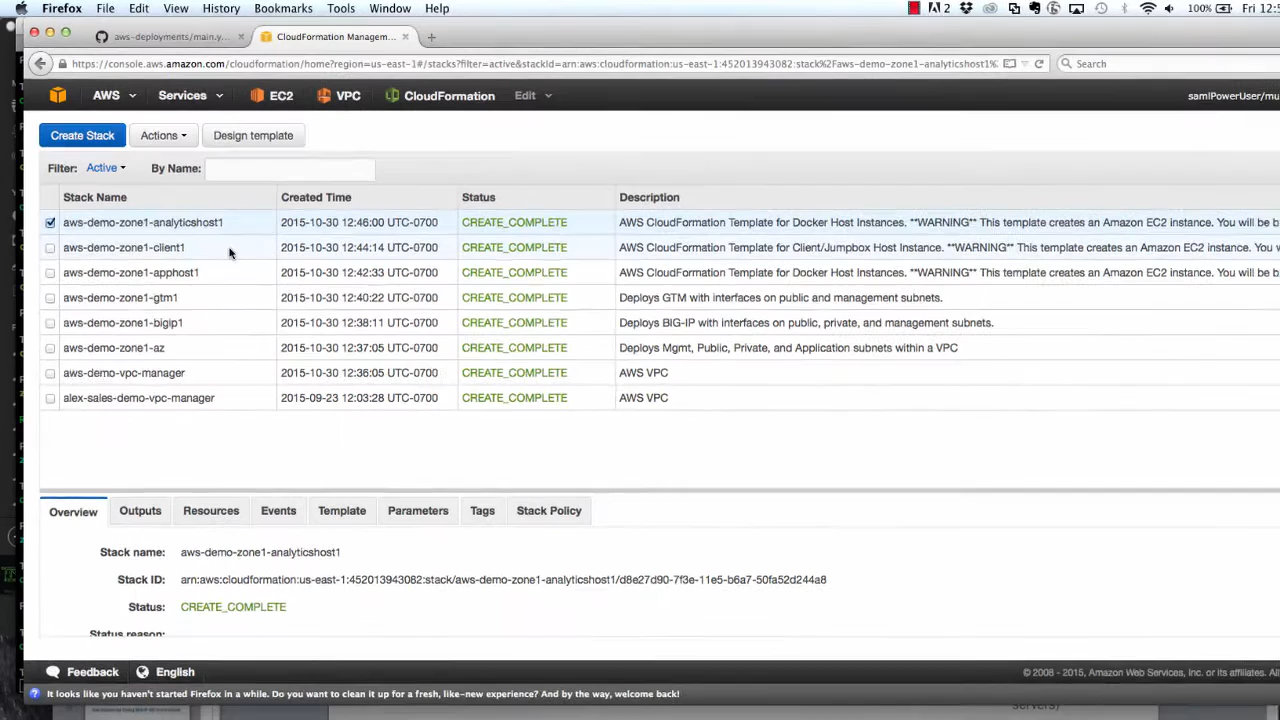 Firefox File Edit View History Bookmarks Tools Window Help 2 100% Fri 12:5
aws-deployments/main.y... × CloudFormation Managem... × +
https://console.aws.amazon.com/cloudformation/home?region=us-east-1#/stacks?filter=active&stackId=arn:aws:cloudformation:us-east-1:452013943082:stack%2Faws-demo-zone1-analyticshost1% Search
AWS Services EC2 VPC CloudFormation Edit samlPowerUser/mu
Create Stack Actions Design template
Filter: Active By Name:
Stack Name Created Time Status Description
aws-demo-zone1-analyticshost1 2015-10-30 12:46:00 UTC-0700 CREATE_COMPLETE AWS CloudFormation Template for Docker Host Instances. **WARNING** This template creates an Amazon EC2 instance. You will be b
aws-demo-zone1-client1 2015-10-30 12:44:14 UTC-0700 CREATE_COMPLETE AWS CloudFormation Template for Client/Jumpbox Host Instance. **WARNING** This template creates an Amazon EC2 instance. You w
aws-demo-zone1-apphost1 2015-10-30 12:42:33 UTC-0700 CREATE_COMPLETE AWS CloudFormation Template for Docker Host Instances. **WARNING** This template creates an Amazon EC2 instance. You will be b
aws-demo-zone1-gtm1 2015-10-30 12:40:22 UTC-0700 CREATE_COMPLETE Deploys GTM with interfaces on public and management subnets.
aws-demo-zone1-bigip1 2015-10-30 12:38:11 UTC-0700 CREATE_COMPLETE Deploys BIG-IP with interfaces on public, private, and management subnets.
aws-demo-zone1-az 2015-10-30 12:37:05 UTC-0700 CREATE_COMPLETE Deploys Mgmt, Public, Private, and Application subnets within a VPC
aws-demo-vpc-manager 2015-10-30 12:36:05 UTC-0700 CREATE_COMPLETE AWS VPC
alex-sales-demo-vpc-manager 2015-09-23 12:03:28 UTC-0700 CREATE_COMPLETE AWS VPC
Overview Outputs Resources Events Template Parameters Tags Stack Policy
Stack name: aws-demo-zone1-analyticshost1
Stack ID: arn:aws:cloudformation:us-east-1:452013943082:stack/aws-demo-zone1-analyticshost1/d8e27d90-7f3e-11e5-b6a7-50fa52d244a8
Status: CREATE_COMPLETE
Status reason:
Feedback English © 2008 - 2015, Amazon Web Services, Inc. or its affiliates. All
It looks like you haven't started Firefox in a while. Do you want to clean it up for a fresh, like-new experience? And by the way, welcome back!
servers)